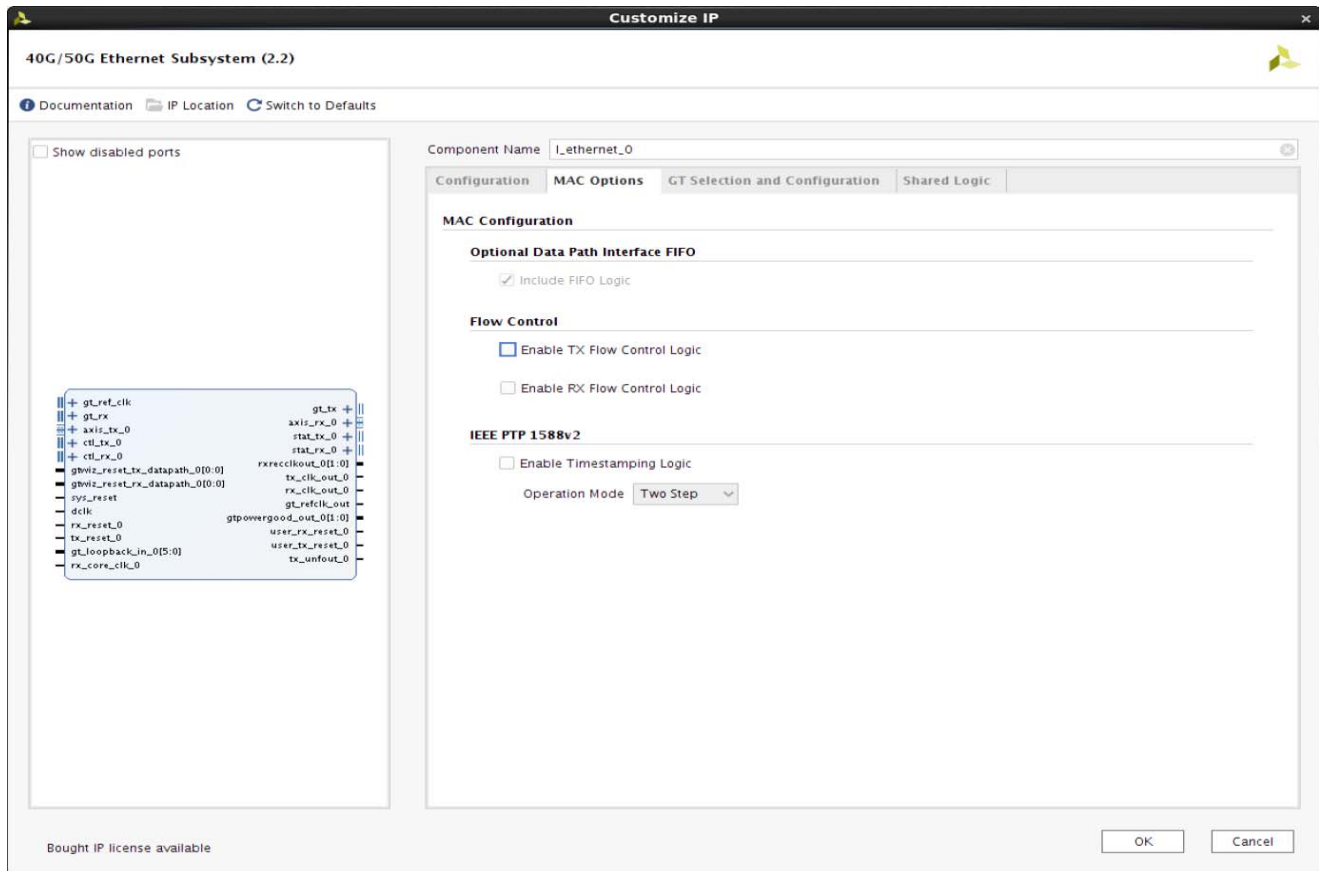 Customize IP
40G/50G Ethernet Subsystem (2.2)
Documentation IP Location Switch to Defaults
Show disabled ports
gt_ref_clk
gt_rx
axis_tx_0
ctl_tx_0
ctl_rx_0
gtwiz_reset_tx_datapath_0[0:0]
gtwiz_reset_rx_datapath_0[0:0]
sys_reset
dclk
rx_reset_0
tx_reset_0
gt_loopback_in_0[5:0]
rx_core_clk_0
gt_tx
axis_rx_0
stat_tx_0
stat_rx_0
rxrecclkout_0[1:0]
tx_clk_out_0
rx_clk_out_0
gt_refclk_out
gtpowergood_out_0[1:0]
user_rx_reset_0
user_tx_reset_0
tx_unfout_0
Component Name l_ethernet_0
Configuration MAC Options GT Selection and Configuration Shared Logic
MAC Configuration
Optional Data Path Interface FIFO
Include FIFO Logic
Flow Control
Enable TX Flow Control Logic
Enable RX Flow Control Logic
IEEE PTP 1588v2
Enable Timestamping Logic
Operation Mode Two Step
Bought IP license available
OK Cancel